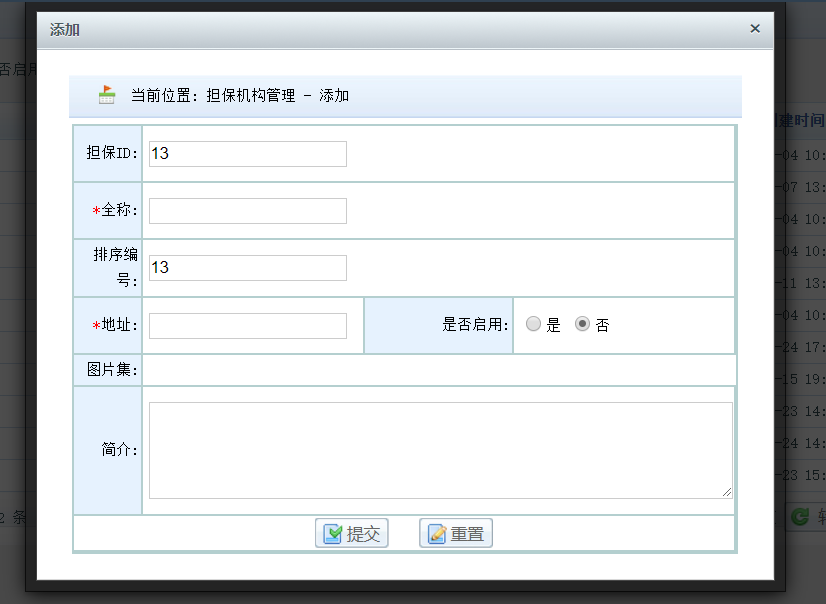 添加
×
否启用
当前位置: 担保机构管理 - 添加
担保ID: 13
*全称:
排序编号: 13
*地址:
是否启用: 是 否
图片集:
简介:
提交 重置
建时间
-04 10:
-07 13:
-04 10:
-04 10:
-11 13:
-04 10:
-24 17:
-15 19:
-23 14:
-24 14:
-23 15:
2 条